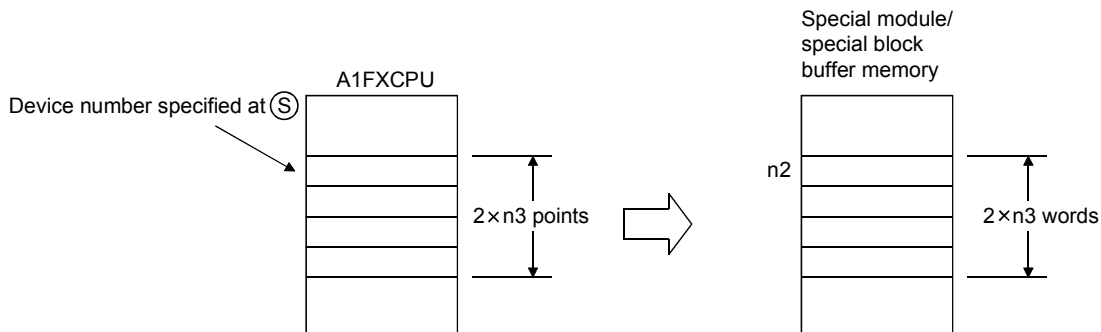 Special module/
special block
buffer memory
A1FXCPU
Device number specified at Ⓢ
n2
2×n3 points
2×n3 words